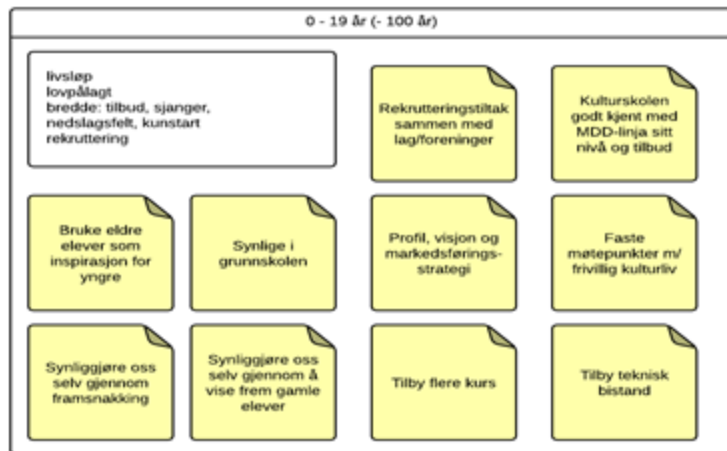 0 - 19 år (- 100 år)
livsløp
lovpålagt
bredde: tilbud, sjanger,
nedslagsfelt, kunstart
rekruttering
Rekrutteringstiltak
sammen med
lag/foreninger
Kulturskolen
godt kjent med
MDD-linja sitt
nivå og tilbud
Bruke eldre
elever som
inspirasjon for
yngre
Synlige i
grunnskolen
Profil, visjon og
markedsførings-
strategi
Faste
møtepunkter m/
frivillig kulturliv
Synliggjøre oss
selv gjennom
framsnakking
Synliggjøre oss
selv gjennom å
vise frem gamle
elever
Tilby flere kurs
Tilby teknisk
bistand